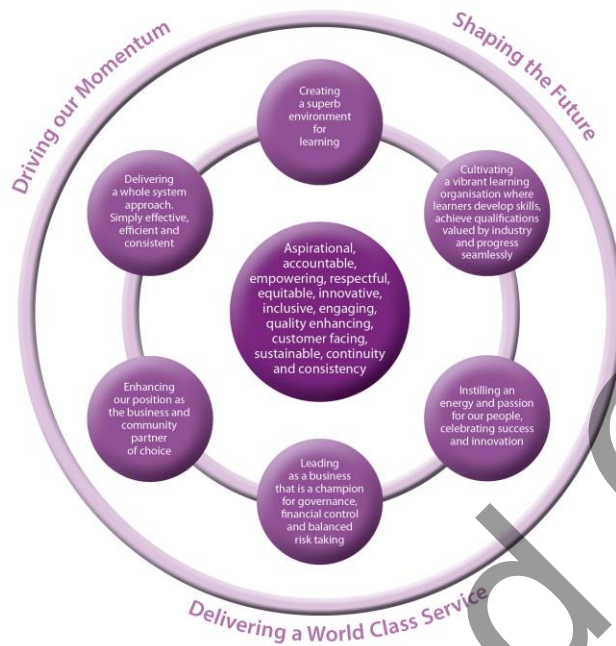 Driving our Momentum
Shaping the Future
Creating
a superb
environment
for
learning
Delivering
a whole system
approach.
Simply effective,
efficient and
consistent
Cultivating
a vibrant learning
organisation where
learners develop skills,
achieve qualifications
valued by industry
and progress
seamlessly
Aspirational,
accountable,
empowering, respectful,
equitable, innovative,
inclusive, engaging,
quality enhancing,
customer facing,
sustainable, continuity
and consistency
Enhancing
our position as
the business and
community
partner
of choice
Instilling an
energy and passion
for our people,
celebrating success
and innovation
Leading
as a business
that is a champion
for governance,
financial control
and balanced
risk taking
Delivering a World Class Service